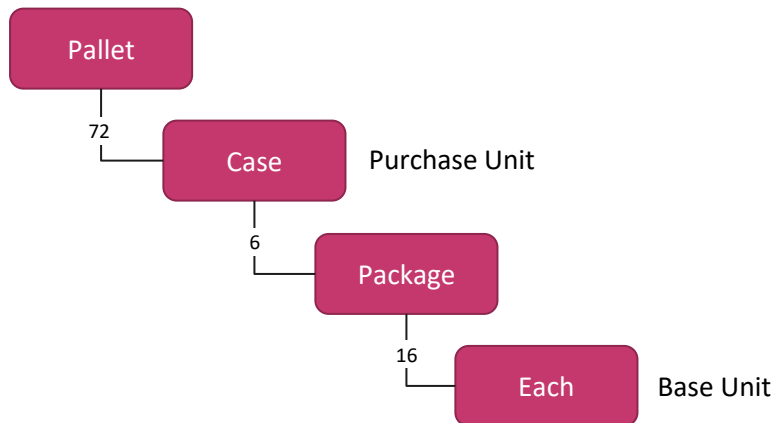 Pallet
72
Case
Purchase Unit
6
Package
16
Each
Base Unit